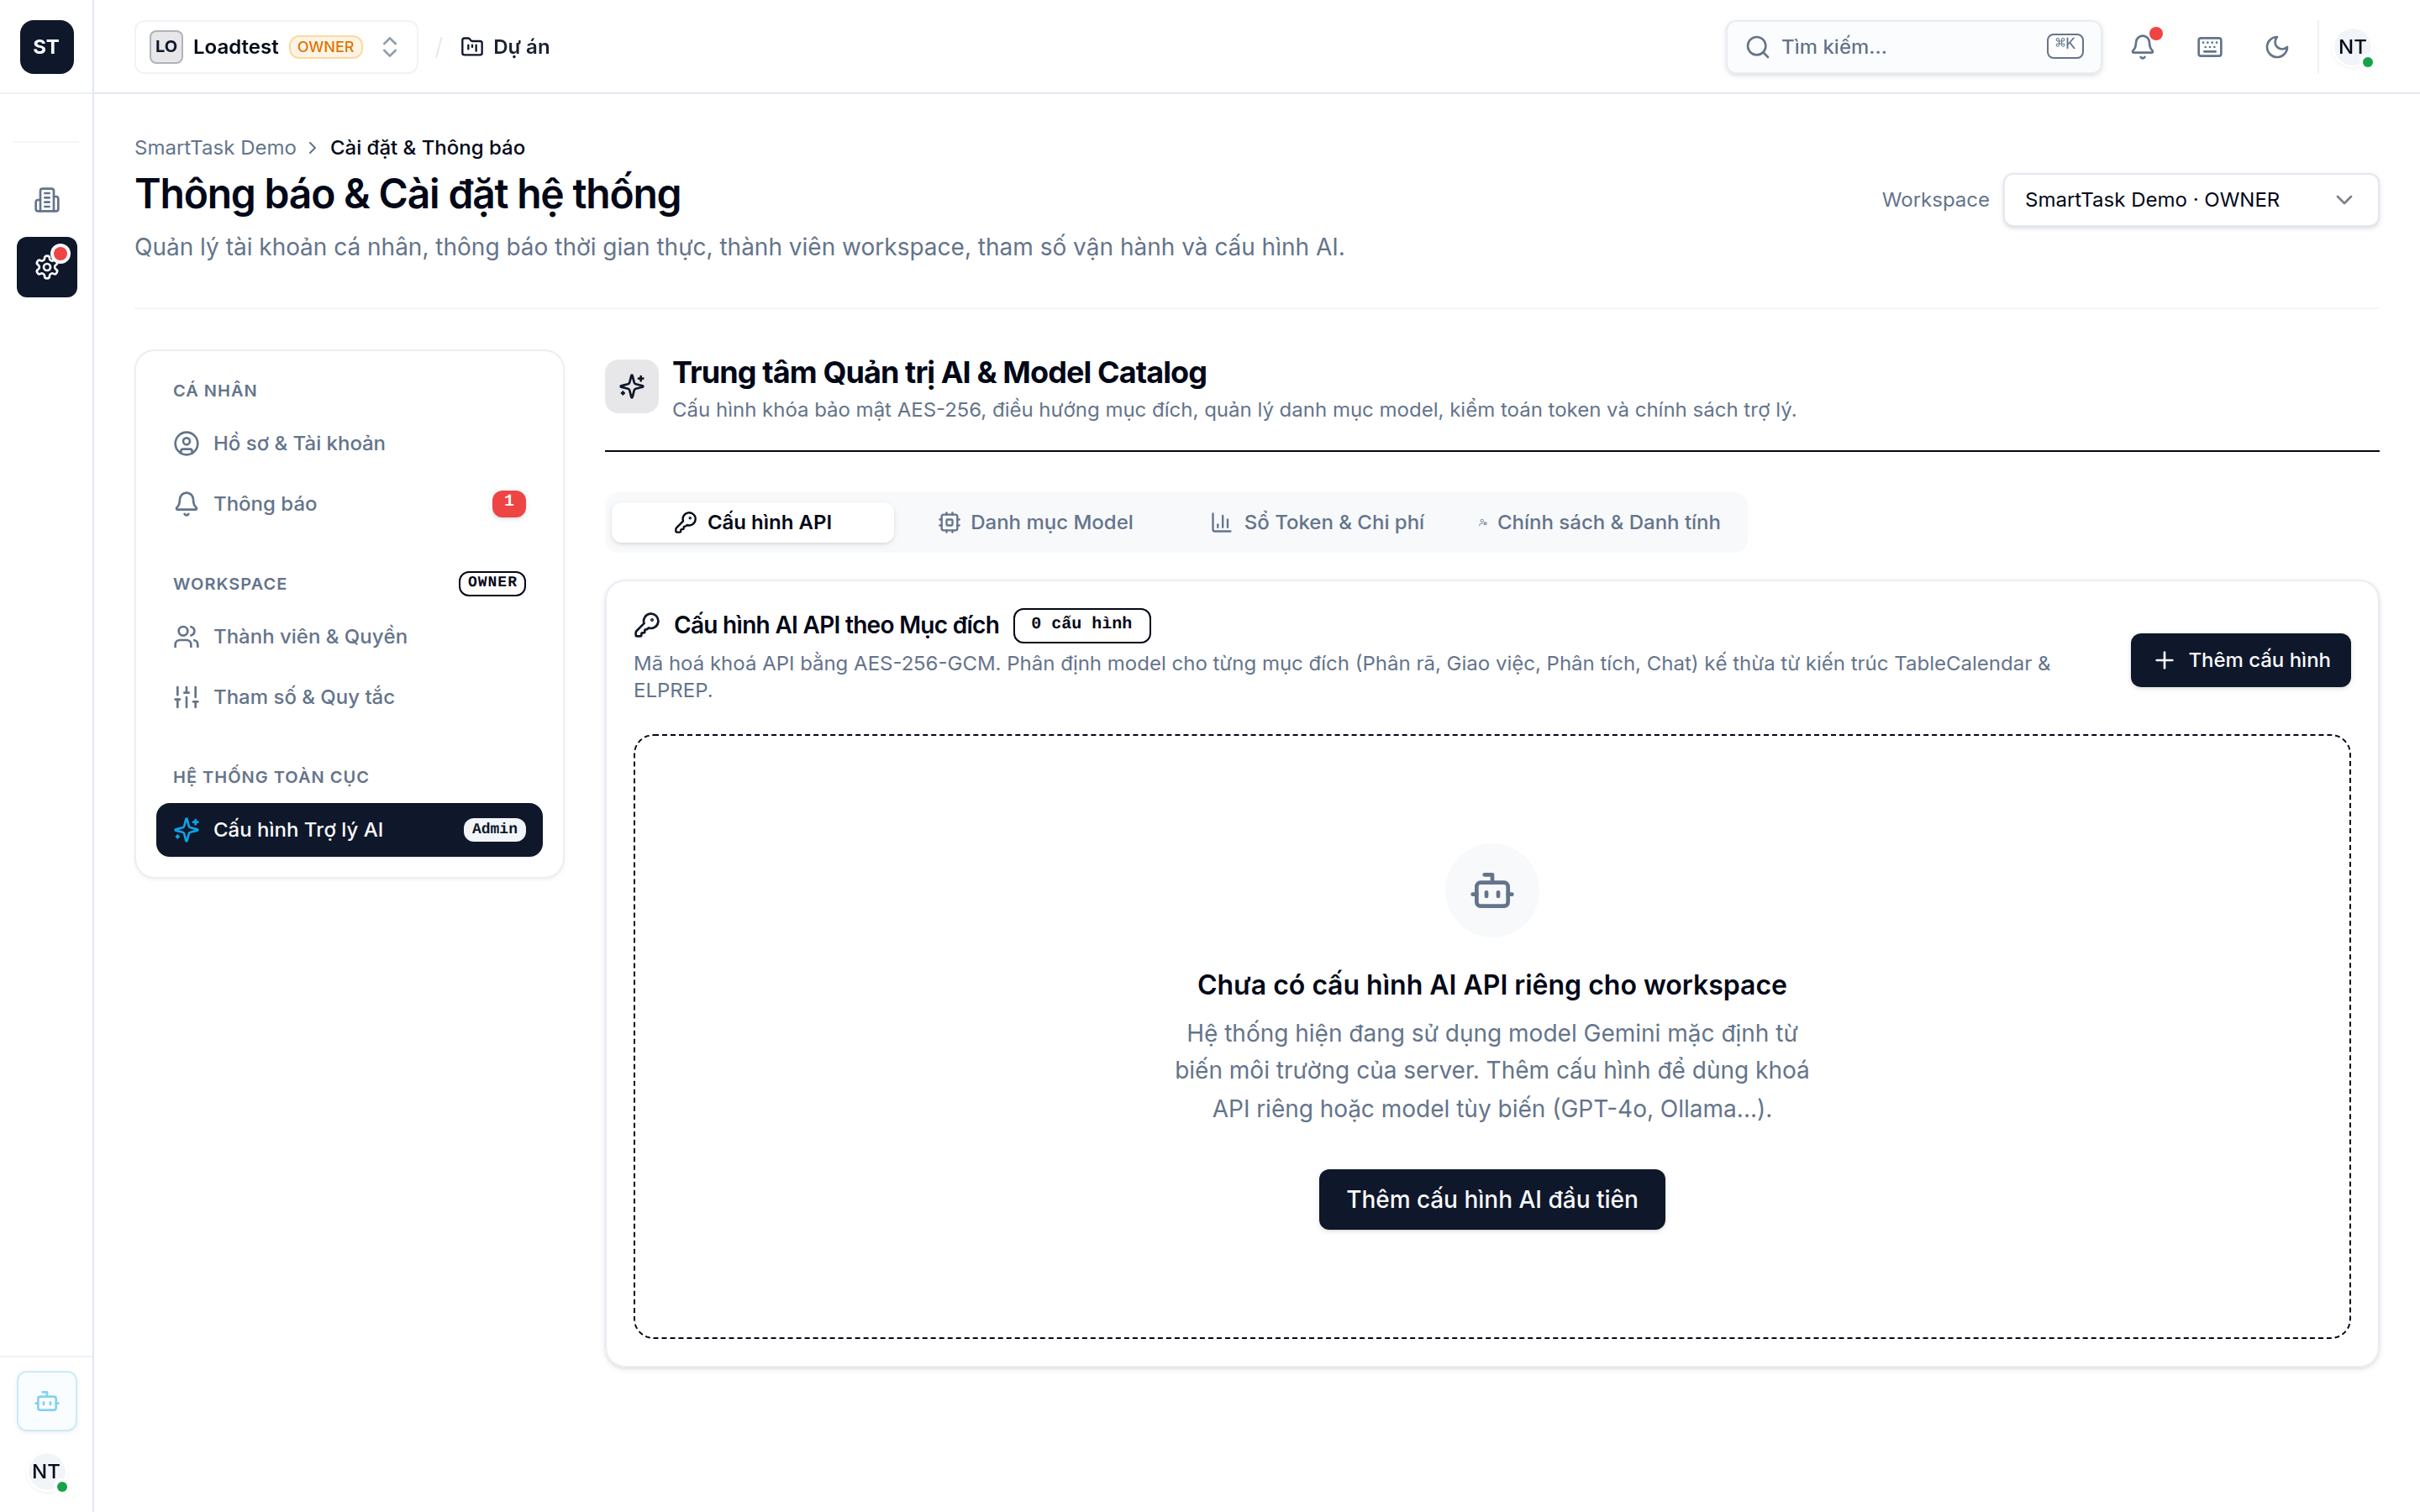 ST
LO Loadtest OWNER / Dự án
Tìm kiếm... ⌘K
NT
SmartTask Demo > Cài đặt & Thông báo
Thông báo & Cài đặt hệ thống
Quản lý tài khoản cá nhân, thông báo thời gian thực, thành viên workspace, tham số vận hành và cấu hình AI.
Workspace SmartTask Demo · OWNER
CÁ NHÂN
Hồ sơ & Tài khoản
Thông báo 1
WORKSPACE OWNER
Thành viên & Quyền
Tham số & Quy tắc
HỆ THỐNG TOÀN CỤC
Cấu hình Trợ lý AI Admin
Trung tâm Quản trị AI & Model Catalog
Cấu hình khóa bảo mật AES-256, điều hướng mục đích, quản lý danh mục model, kiểm toán token và chính sách trợ lý.
Cấu hình API Danh mục Model Sổ Token & Chi phí Chính sách & Danh tính
Cấu hình AI API theo Mục đích 0 cấu hình
Mã hoá khoá API bằng AES-256-GCM. Phân định model cho từng mục đích (Phân rã, Giao việc, Phân tích, Chat) kế thừa từ kiến trúc TableCalendar &
ELPREP.
Thêm cấu hình
Chưa có cấu hình AI API riêng cho workspace
Hệ thống hiện đang sử dụng model Gemini mặc định từ
biến môi trường của server. Thêm cấu hình để dùng khoá
API riêng hoặc model tùy biến (GPT-4o, Ollama...).
Thêm cấu hình AI đầu tiên
NT